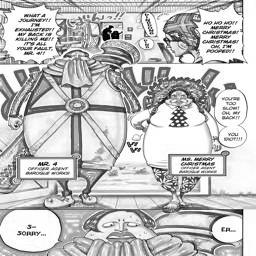 HO HO HO!!
MERRY
CHRISTMAS!
MERRY
CHRISTMAS!
OH, I'M
POOPED!!
WHAT A
JOURNEY!!
I'M
EXHAUSTED!!
MY BACK IS
KILLING ME!!
IT'S ALL
YOUR FAULT,
MR. 4!!
YOU'RE
TOO
SLOW!!
OW, MY
BACK!!
YOU
IDIOT!!!
MS. MERRY
CHRISTMAS
OFFICER AGENT
BAROQUE WORKS
MR. 4
OFFICER AGENT
BAROQUE WORKS
ER...
S-
SORRY...